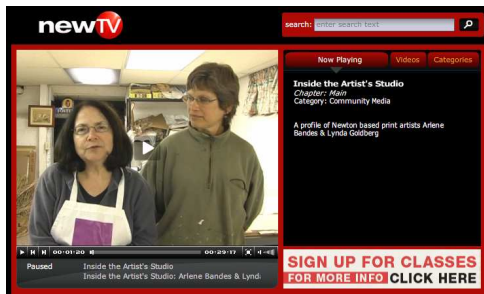 newTV
search: enter search text
Now Playing
Videos
Categories
Inside the Artist's Studio
Chapter: Main
Category: Community Media
A profile of Newton based print artists Arlene
Bandes & Lynda Goldberg
00:01:20
00:29:17
Paused
Inside the Artist's Studio
Inside the Artist's Studio: Arlene Bandes & Lynd
SIGN UP FOR CLASSES
FOR MORE INFO CLICK HERE